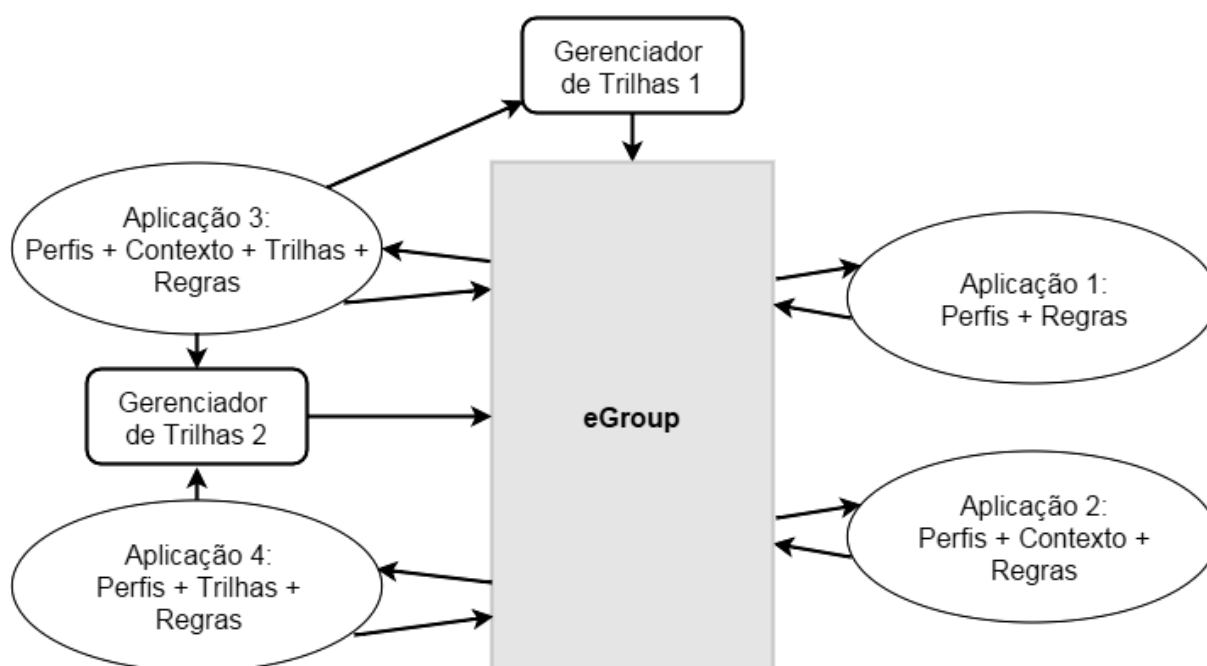 Gerenciador
de Trilhas 1
Aplicação 3:
Perfis + Contexto + Trilhas +
Regras
Aplicação 1:
Perfis + Regras
Gerenciador
de Trilhas 2
eGroup
Aplicação 2:
Perfis + Contexto +
Regras
Aplicação 4:
Perfis + Trilhas +
Regras